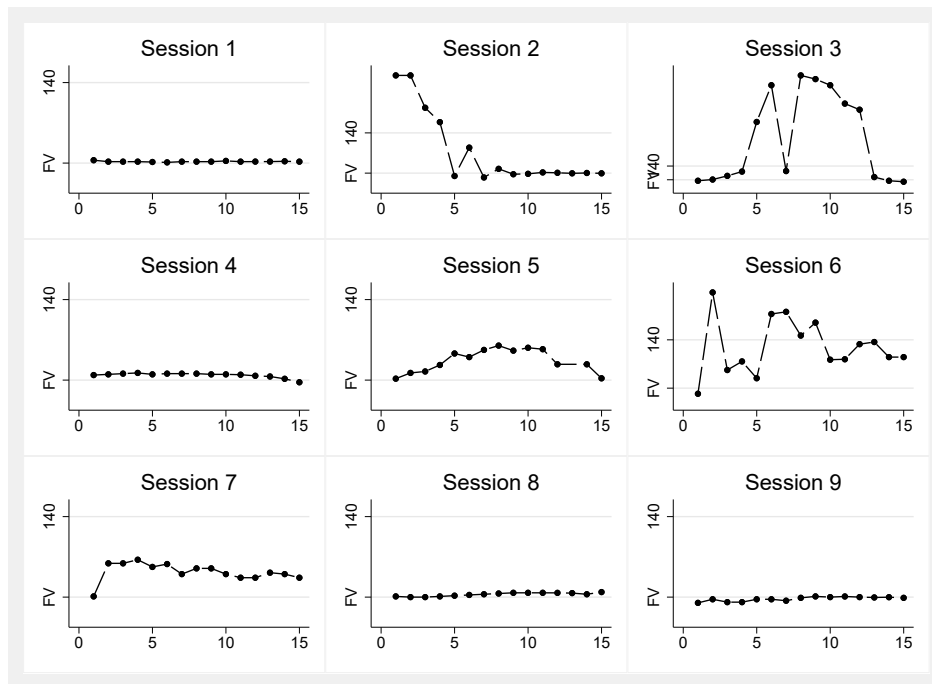 Session 1
Session 2
Session 3
140
FV
0 5 10 15
140
FV
0 5 10 15
FV
0 5 10 15
Session 4
Session 5
Session 6
140
FV
0 5 10 15
140
FV
0 5 10 15
140
FV
0 5 10 15
Session 7
Session 8
Session 9
140
FV
0 5 10 15
140
FV
0 5 10 15
140
FV
0 5 10 15